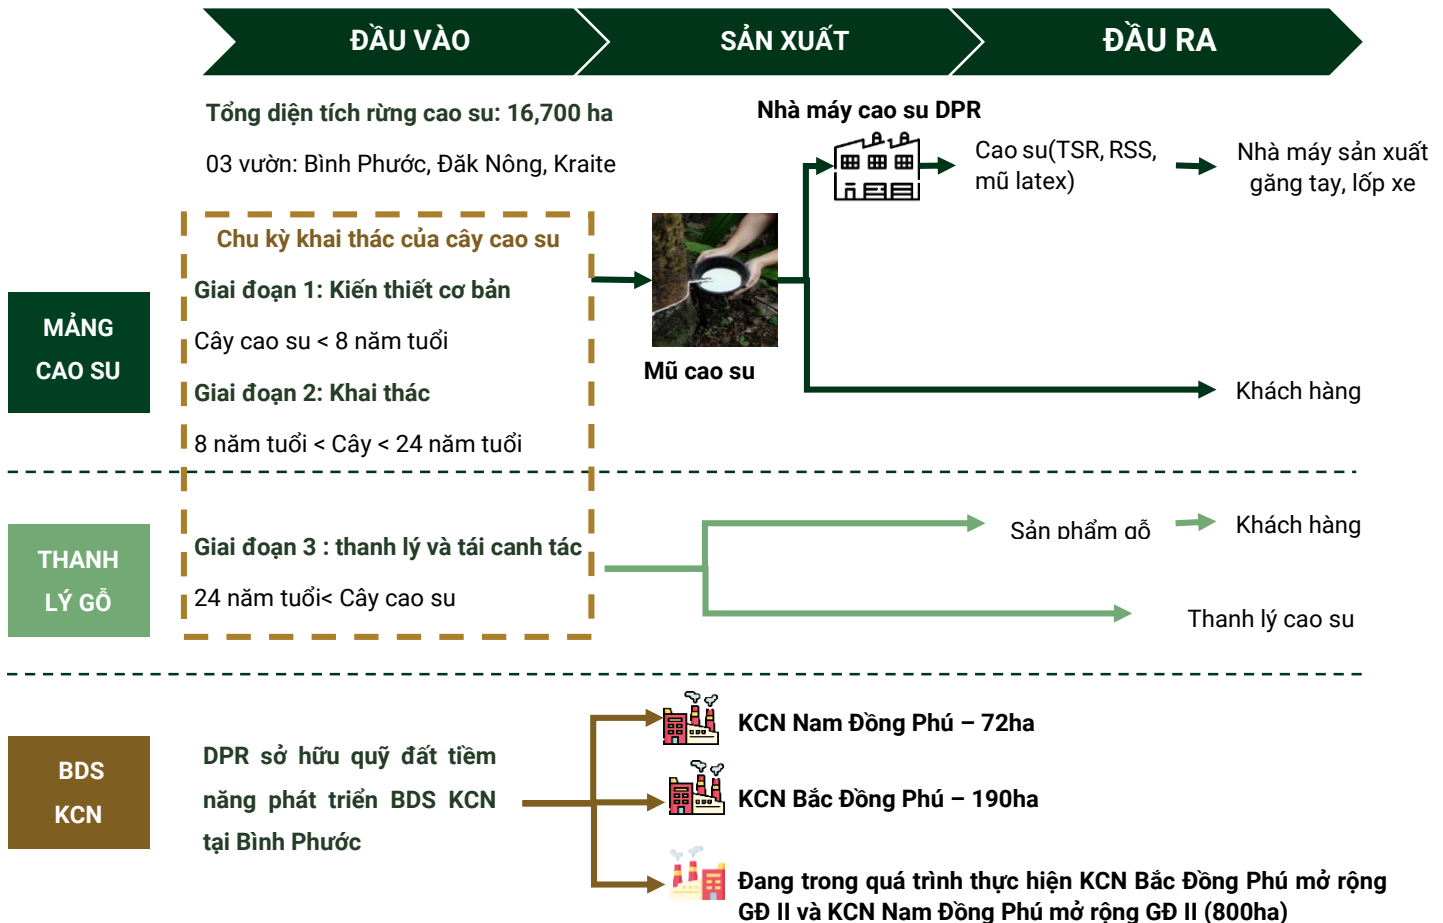 ĐẦU VÀO
SẢN XUẤT
ĐẦU RA
Tổng diện tích rừng cao su: 16,700 ha
03 vườn: Bình Phước, Đăk Nông, Kraite
Nhà máy cao su DPR
Cao su(TSR, RSS,
mũ latex)
Nhà máy sản xuất
găng tay, lốp xe
MẢNG
CAO SU
Chu kỳ khai thác của cây cao su
Giai đoạn 1: Kiến thiết cơ bản
Cây cao su < 8 năm tuổi
Giai đoạn 2: Khai thác
8 năm tuổi < Cây < 24 năm tuổi
Mũ cao su
Khách hàng
THANH
LÝ GỖ
Giai đoạn 3 : thanh lý và tái canh tác
24 năm tuổi< Cây cao su
Sản phẩm gỗ
Khách hàng
Thanh lý cao su
BDS
KCN
DPR sở hữu quỹ đất tiềm
năng phát triển BDS KCN
tại Bình Phước
KCN Nam Đồng Phú – 72ha
KCN Bắc Đồng Phú – 190ha
Đang trong quá trình thực hiện KCN Bắc Đồng Phú mở rộng
GĐ II và KCN Nam Đồng Phú mở rộng GĐ II (800ha)